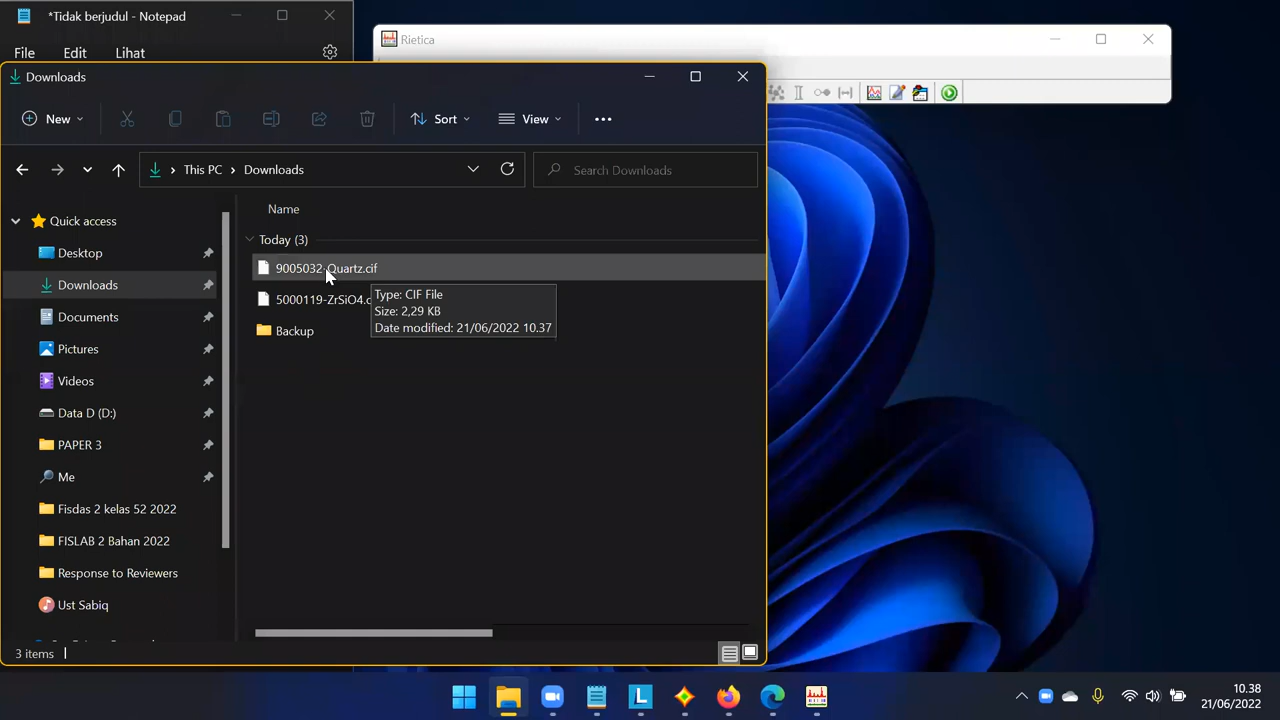 *Tidak berjudul - Notepad
File Edit Lihat
Rietica
Downloads
New Sort View
This PC Downloads Search Downloads
Name
Quick access
Today (3)
Desktop
9005032-Quartz.cif
Downloads
5000119-ZrSiO4.c
Type: CIF File
Size: 2,29 KB
Date modified: 21/06/2022 10.37
Documents
Backup
Pictures
Videos
Data D (D:)
PAPER 3
Me
Fisdas 2 kelas 52 2022
FISLAB 2 Bahan 2022
Response to Reviewers
Ust Sabiq
3 items
10.38
21/06/2022